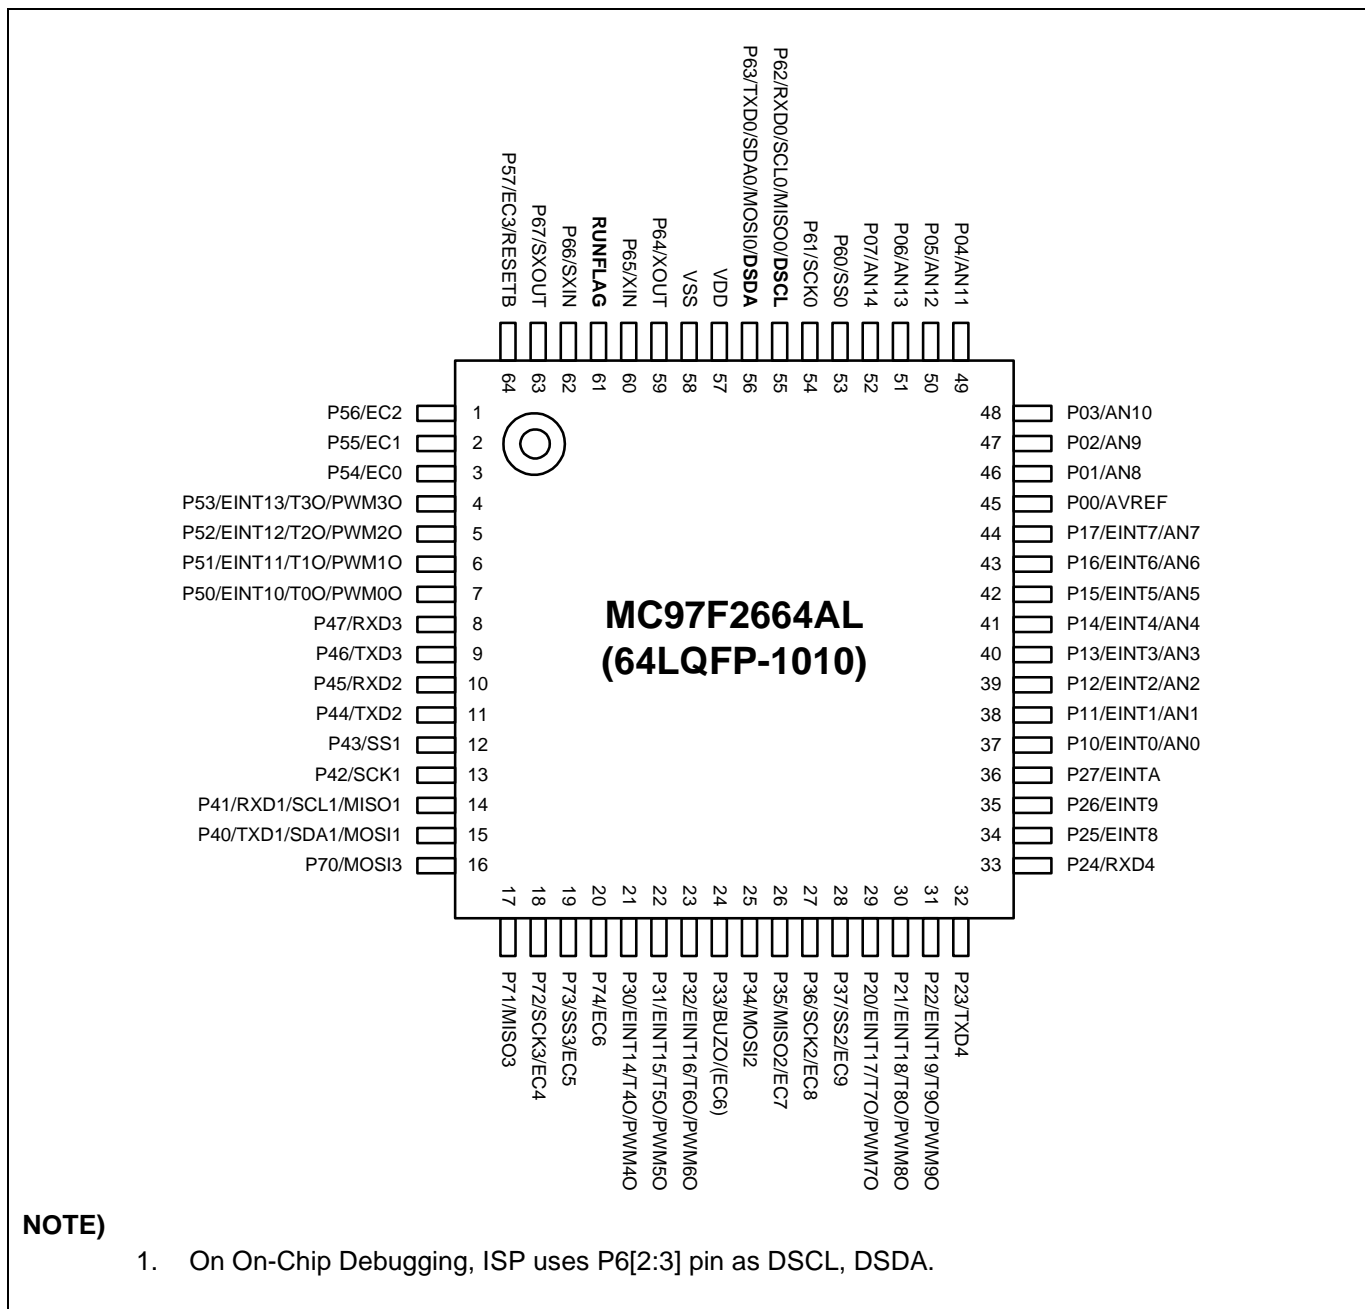 P57/EC3/RESETB
P67/SXOUT
P66/SXIN
RUNFLAG
P65/XIN
P64/XOUT
VSS
VDD
P63/TXD0/SDA0/MOSI0/DSDA
P62/RXD0/SCL0/MISO0/DSCL
P61/SCK0
P60/SS0
P07/AN14
P06/AN13
P05/AN12
P04/AN11
64
63
62
61
60
59
58
57
56
55
54
53
52
51
50
49
P56/EC2 1
P55/EC1 2
P54/EC0 3
P53/EINT13/T3O/PWM3O 4
P52/EINT12/T2O/PWM2O 5
P51/EINT11/T1O/PWM1O 6
P50/EINT10/T0O/PWM0O 7
P47/RXD3 8
P46/TXD3 9
P45/RXD2 10
P44/TXD2 11
P43/SS1 12
P42/SCK1 13
P41/RXD1/SCL1/MISO1 14
P40/TXD1/SDA1/MOSI1 15
P70/MOSI3 16
MC97F2664AL
(64LQFP-1010)
48 P03/AN10
47 P02/AN9
46 P01/AN8
45 P00/AVREF
44 P17/EINT7/AN7
43 P16/EINT6/AN6
42 P15/EINT5/AN5
41 P14/EINT4/AN4
40 P13/EINT3/AN3
39 P12/EINT2/AN2
38 P11/EINT1/AN1
37 P10/EINT0/AN0
36 P27/EINTA
35 P26/EINT9
34 P25/EINT8
33 P24/RXD4
17
18
19
20
21
22
23
24
25
26
27
28
29
30
31
32
P71/MISO3
P72/SCK3/EC4
P73/SS3/EC5
P74/EC6
P30/EINT14/T4O/PWM4O
P31/EINT15/T5O/PWM5O
P32/EINT16/T6O/PWM6O
P33/BUZO/(EC6)
P34/MOSI2
P35/MISO2/EC7
P36/SCK2/EC8
P37/SS2/EC9
P20/EINT17/T7O/PWM7O
P21/EINT18/T8O/PWM8O
P22/EINT19/T9O/PWM9O
P23/TXD4
NOTE)
1. On On-Chip Debugging, ISP uses P6[2:3] pin as DSCL, DSDA.